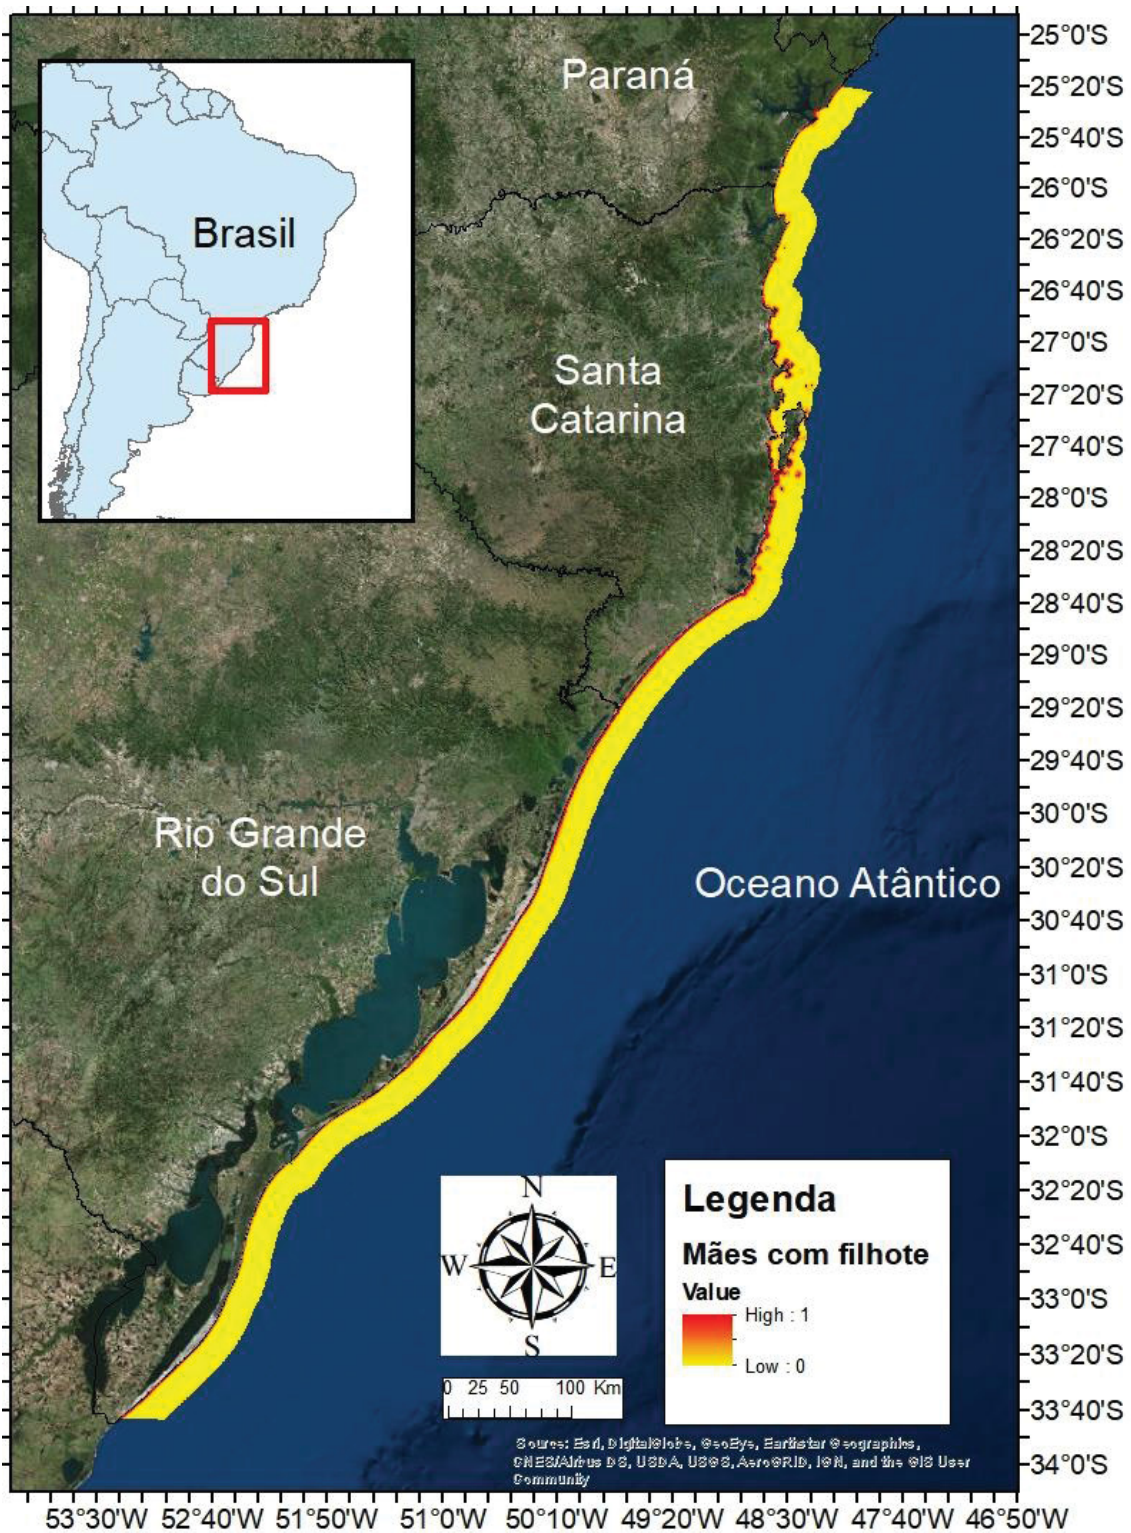 Paraná
Brasil
Santa
Catarina
Rio Grande
do Sul
Oceano Atântico
25°0'S
25°20'S
25°40'S
26°0'S
26°20'S
26°40'S
27°0'S
27°20'S
27°40'S
28°0'S
28°20'S
28°40'S
29°0'S
29°20'S
29°40'S
30°0'S
30°20'S
30°40'S
31°0'S
31°20'S
31°40'S
32°0'S
32°20'S
32°40'S
33°0'S
33°20'S
33°40'S
34°0'S
N
W
E
S
0 25 50 100 Km
Legenda
Mães com filhote
Value
High : 1
Low : 0
Source: Esri, DigitalGlobe, GeoEye, Earthstar Geographics,
CNES/Airbus DS, USDA, USGS, AeroGRID, IGN, and the GIS User
Community
53°30'W 52°40'W 51°50'W 51°0'W 50°10'W 49°20'W 48°30'W 47°40'W 46°50'W